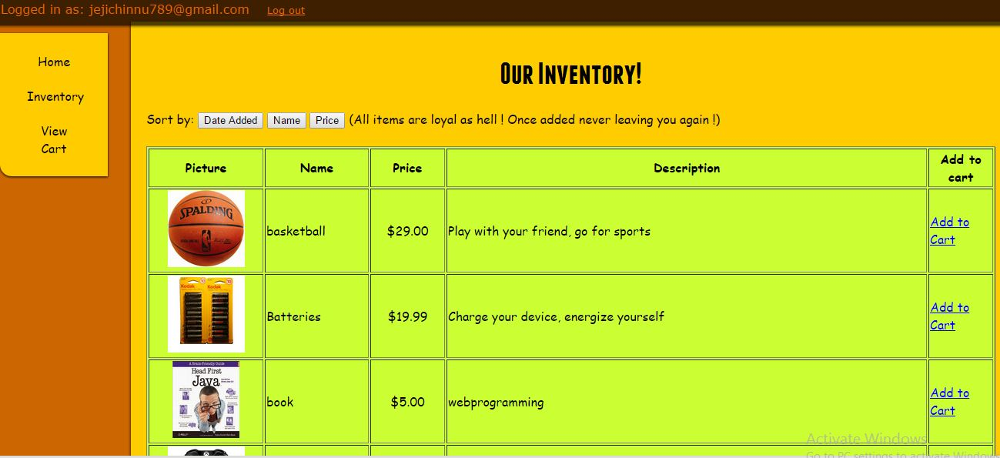 Logged in as: jejichinnu789@gmail.com Log out
Home
Inventory
View
Cart
Our Inventory!
Sort by: Date Added Name Price (All items are loyal as hell ! Once added never leaving you again !)
Picture Name Price Description Add to
cart
SPALDING
basketball $29.00 Play with your friend, go for sports Add to
Cart
Kodak 10 Kodak 10
Batteries $19.99 Charge your device, energize yourself Add to
Cart
A Brain-Friendly Guide
Head First
Java
O'REILLY
book $5.00 webprogramming Add to
Cart
Activate Windows
Go to PC settings to activate Windows